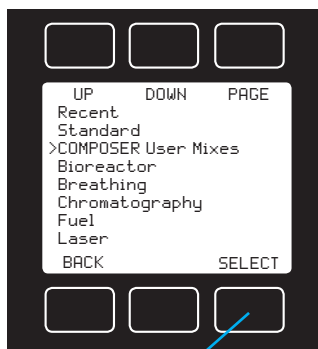 UP DOWN PAGE
Recent
Standard
>COMPOSER User Mixes
Bioreactor
Breathing
Chromatography
Fuel
Laser
BACK SELECT